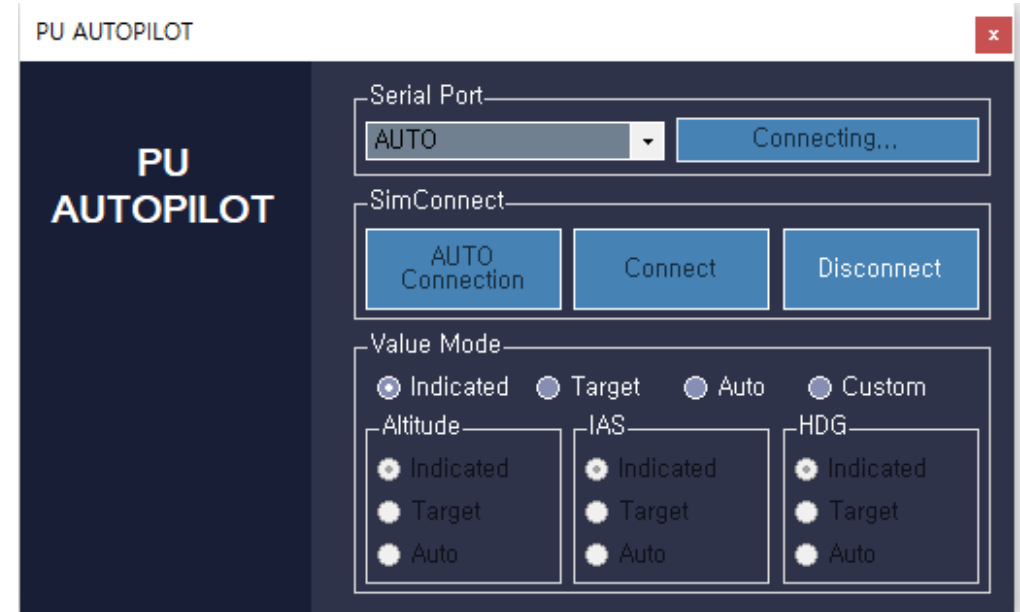 PU AUTOPILOT
x
PU
AUTOPILOT
Serial Port
AUTO
Connecting...
SimConnect
AUTO
Connection
Connect
Disconnect
Value Mode
Indicated
Target
Auto
Custom
Altitude
Indicated
Target
Auto
IAS
Indicated
Target
Auto
HDG
Indicated
Target
Auto